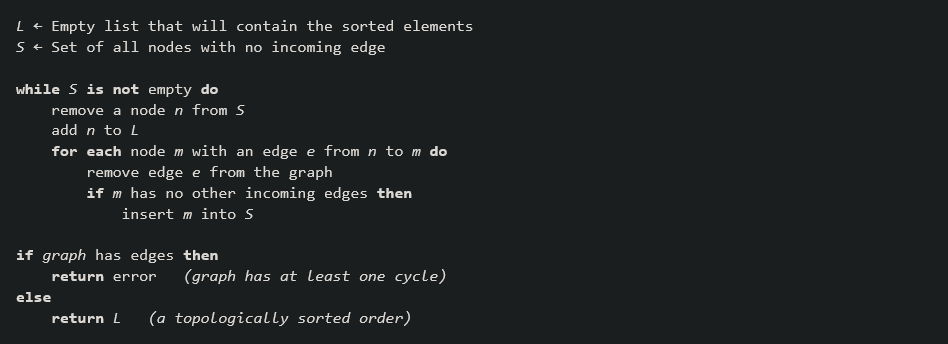 L ← Empty list that will contain the sorted elements
S ← Set of all nodes with no incoming edge
while S is not empty do
remove a node n from S
add n to L
for each node m with an edge e from n to m do
remove edge e from the graph
if m has no other incoming edges then
insert m into S
if graph has edges then
return error (graph has at least one cycle)
else
return L (a topologically sorted order)